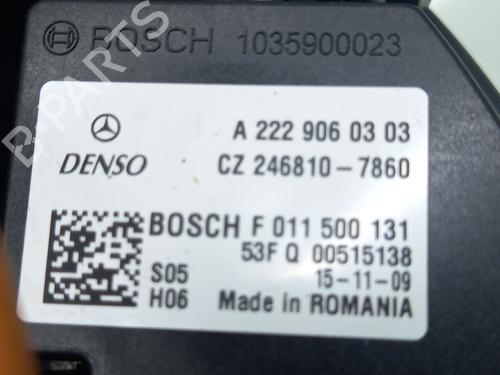 BOSCH 1035900023
A 222 906 03 03
DENSO CZ 246810-7860
BOSCH F 011 500 131
53F Q 00515138
S05 15-11-09
H06 Made in ROMANIA
B-PARTS